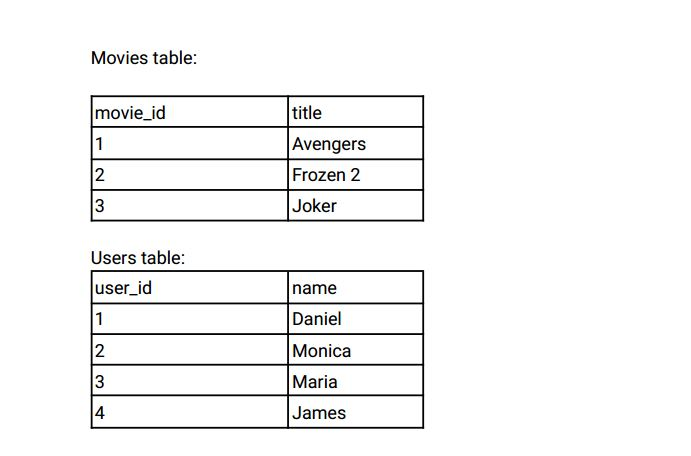 Movies table:
movie_id title
1 Avengers
2 Frozen 2
3 Joker
Users table:
user_id name
1 Daniel
2 Monica
3 Maria
4 James